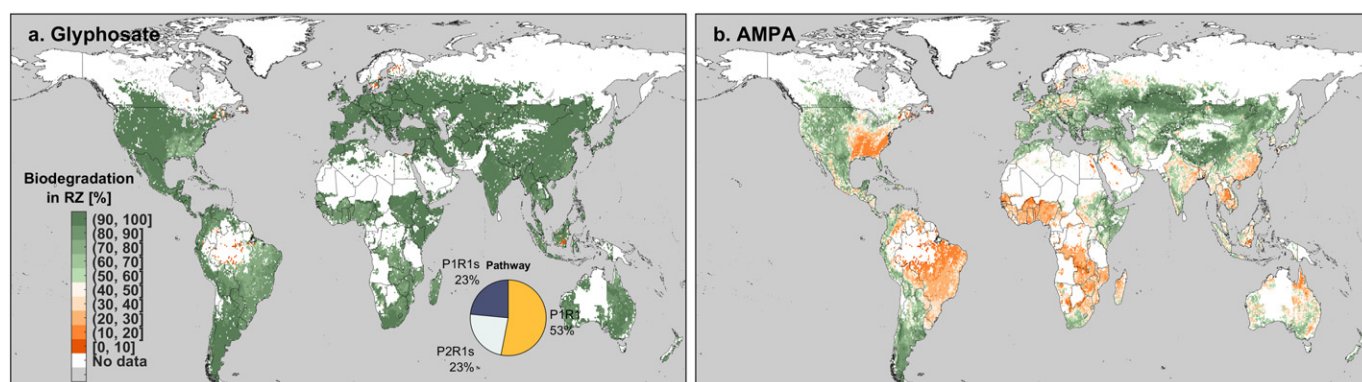 a. Glyphosate
b. AMPA
Biodegradation
in RZ [%]
(90, 100]
(80, 90]
(70, 80]
(60, 70]
(50, 60]
(40, 50]
(30, 40]
(20, 30]
(10, 20]
[0, 10]
No data
Pathway
P1R1s
23%
P1R1
53%
P2R1s
23%